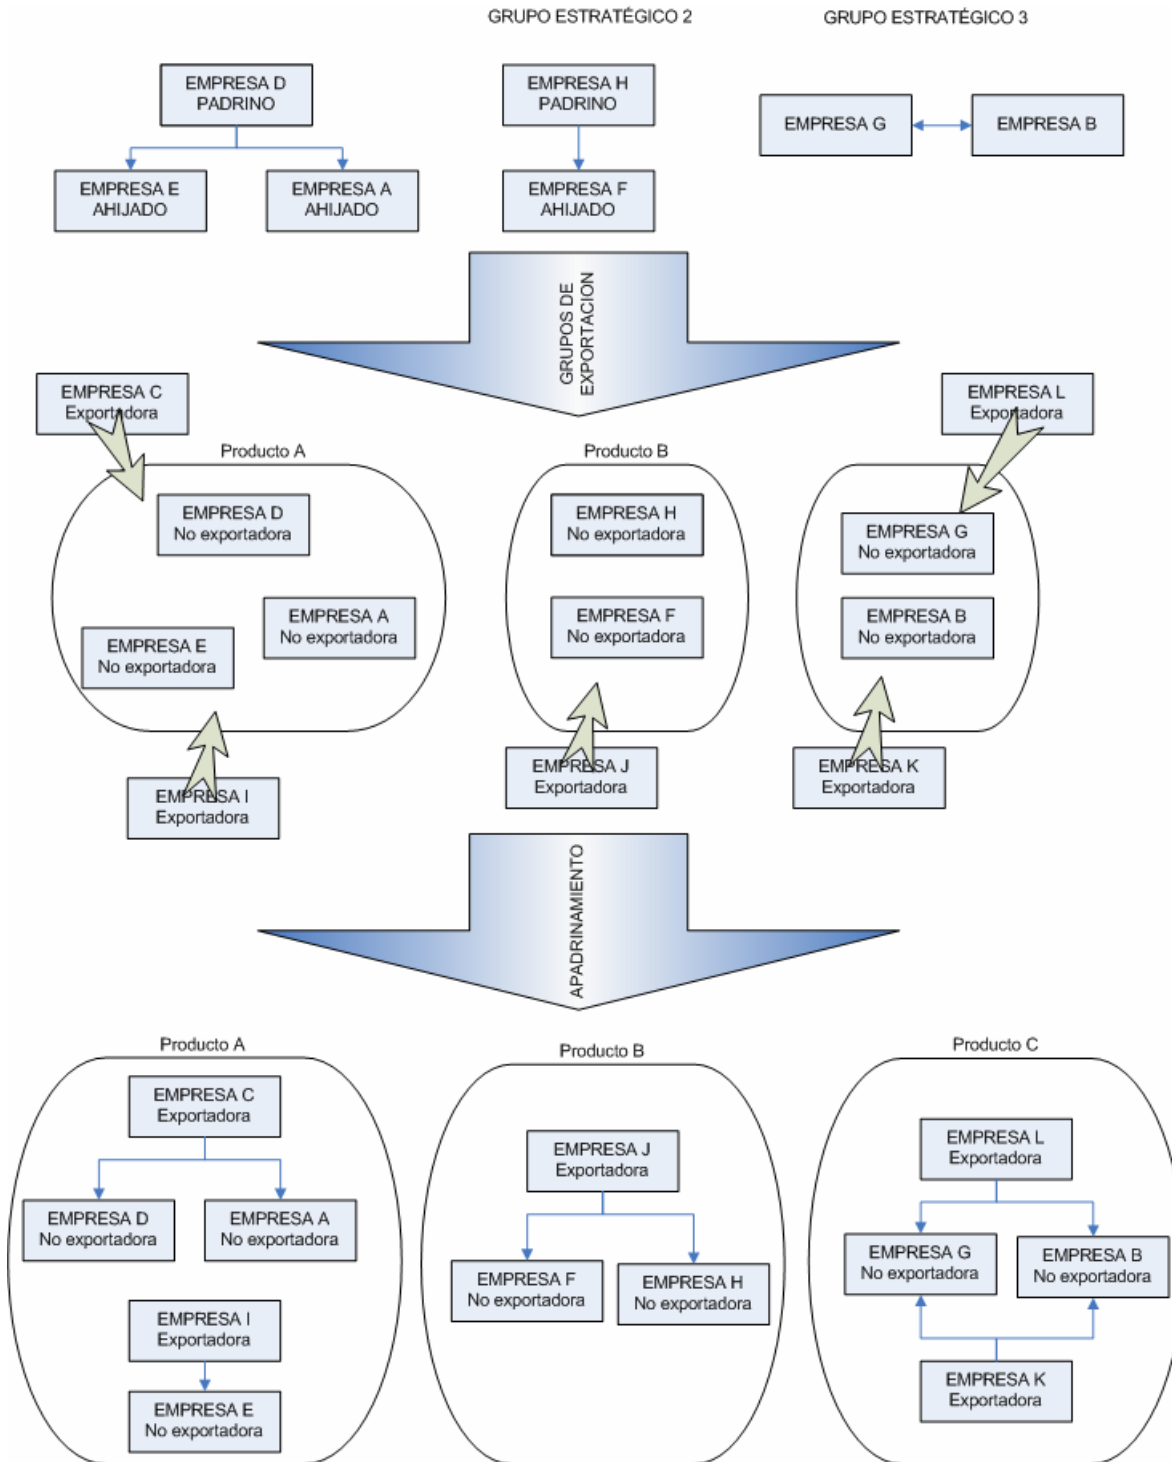 GRUPO ESTRATÉGICO 2
GRUPO ESTRATÉGICO 3
EMPRESA D
PADRINO
EMPRESA H
PADRINO
EMPRESA G
EMPRESA B
EMPRESA E
AHIJADO
EMPRESA A
AHIJADO
EMPRESA F
AHIJADO
GRUPOS DE
EXPORTACION
EMPRESA C
Exportadora
EMPRESA L
Exportadora
Producto A
Producto B
EMPRESA D
No exportadora
EMPRESA H
No exportadora
EMPRESA G
No exportadora
EMPRESA A
No exportadora
EMPRESA F
No exportadora
EMPRESA B
No exportadora
EMPRESA E
No exportadora
EMPRESA J
Exportadora
EMPRESA K
Exportadora
EMPRESA I
Exportadora
APADRINAMIENTO
Producto A
Producto B
Producto C
EMPRESA C
Exportadora
EMPRESA D
No exportadora
EMPRESA A
No exportadora
EMPRESA I
Exportadora
EMPRESA E
No exportadora
EMPRESA J
Exportadora
EMPRESA F
No exportadora
EMPRESA H
No exportadora
EMPRESA L
Exportadora
EMPRESA G
No exportadora
EMPRESA B
No exportadora
EMPRESA K
Exportadora